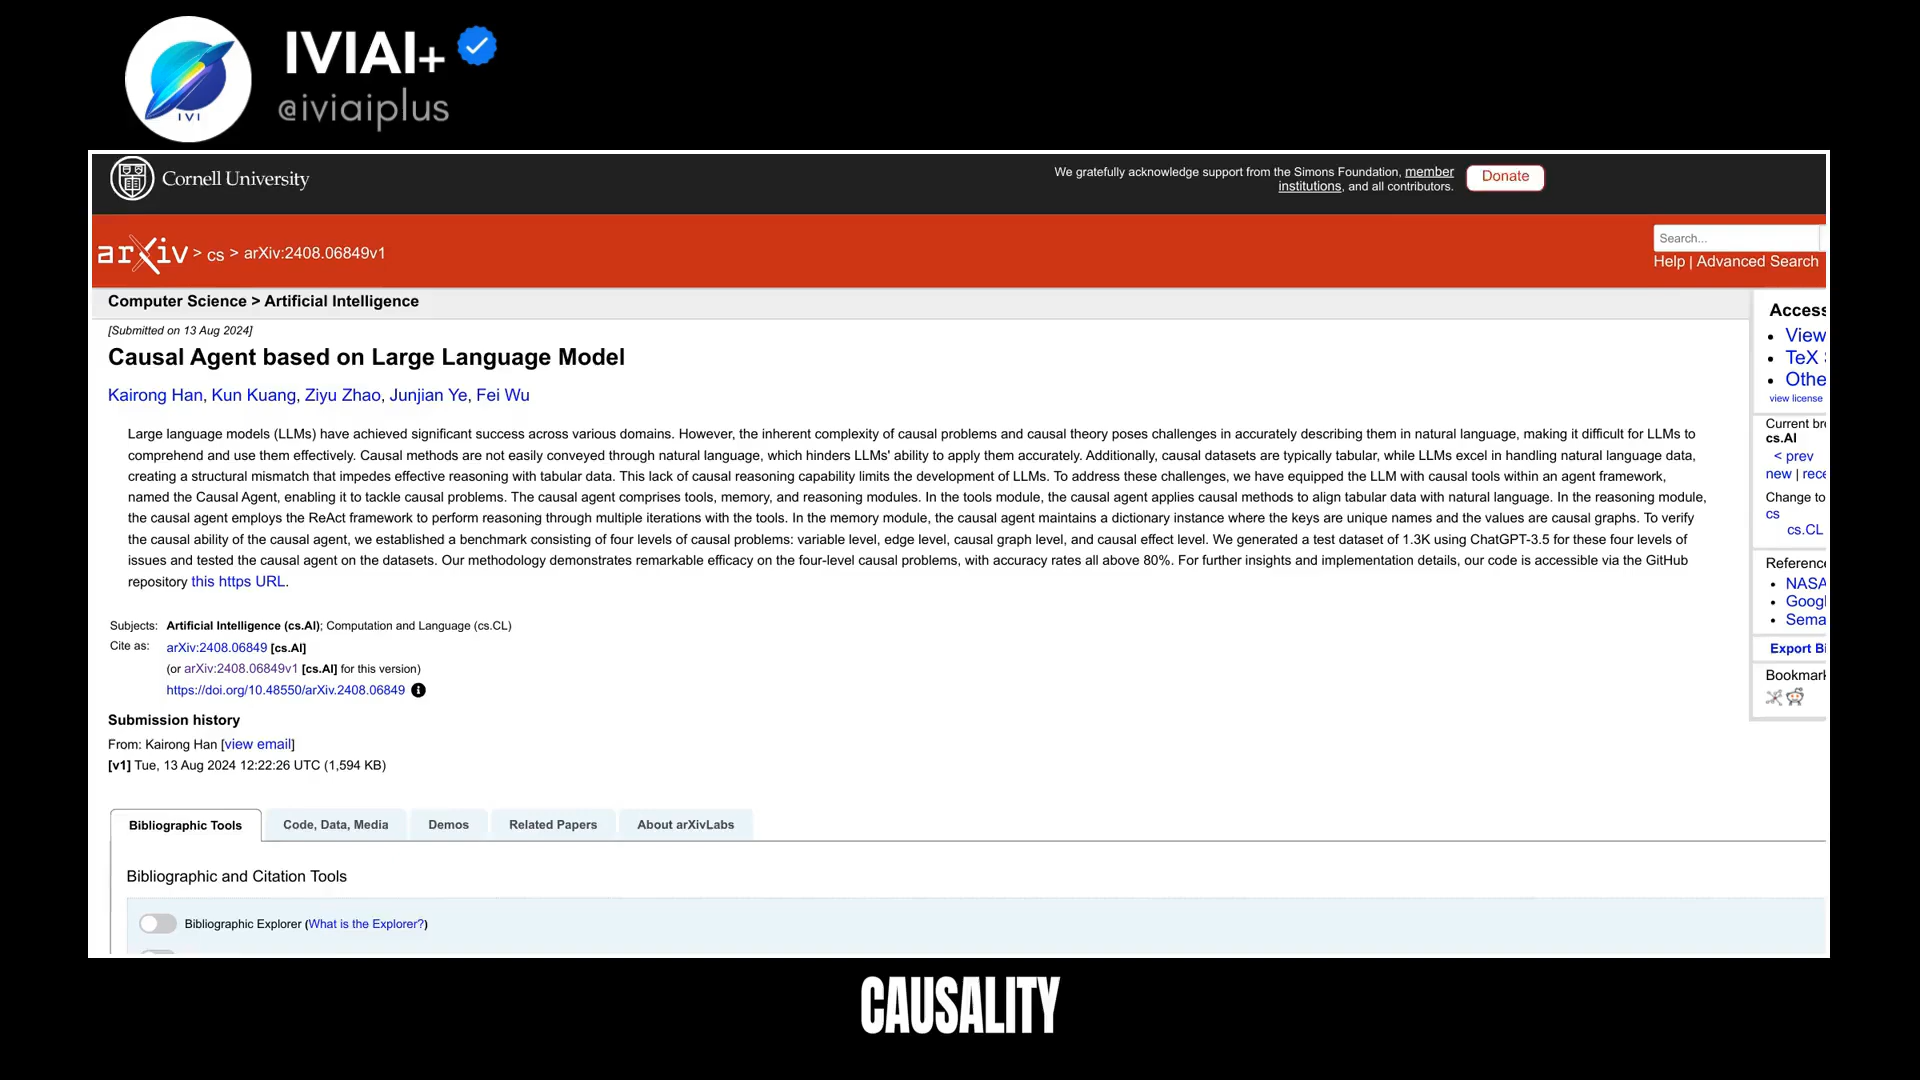 IVIAI+
@iviaiplus
IVI
Cornell University
We gratefully acknowledge support from the Simons Foundation, member
institutions, and all contributors.
Donate
arXiv > cs > arXiv:2408.06849v1
Search...
Help | Advanced Search
Computer Science > Artificial Intelligence
[Submitted on 13 Aug 2024]
Causal Agent based on Large Language Model
Kairong Han, Kun Kuang, Ziyu Zhao, Junjian Ye, Fei Wu
Large language models (LLMs) have achieved significant success across various domains. However, the inherent complexity of causal problems and causal theory poses challenges in accurately describing them in natural language, making it difficult for LLMs to
comprehend and use them effectively. Causal methods are not easily conveyed through natural language, which hinders LLMs' ability to apply them accurately. Additionally, causal datasets are typically tabular, while LLMs excel in handling natural language data,
creating a structural mismatch that impedes effective reasoning with tabular data. This lack of causal reasoning capability limits the development of LLMs. To address these challenges, we have equipped the LLM with causal tools within an agent framework,
named the Causal Agent, enabling it to tackle causal problems. The causal agent comprises tools, memory, and reasoning modules. In the tools module, the causal agent applies causal methods to align tabular data with natural language. In the reasoning module,
the causal agent employs the ReAct framework to perform reasoning through multiple iterations with the tools. In the memory module, the causal agent maintains a dictionary instance where the keys are unique names and the values are causal graphs. To verify
the causal ability of the causal agent, we established a benchmark consisting of four levels of causal problems: variable level, edge level, causal graph level, and causal effect level. We generated a test dataset of 1.3K using ChatGPT-3.5 for these four levels of
issues and tested the causal agent on the datasets. Our methodology demonstrates remarkable efficacy on the four-level causal problems, with accuracy rates all above 80%. For further insights and implementation details, our code is accessible via the GitHub
repository this https URL.
Subjects: Artificial Intelligence (cs.AI); Computation and Language (cs.CL)
Cite as: arXiv:2408.06849 [cs.AI]
(or arXiv:2408.06849v1 [cs.AI] for this version)
https://doi.org/10.48550/arXiv.2408.06849
Submission history
From: Kairong Han [view email]
[v1] Tue, 13 Aug 2024 12:22:26 UTC (1,594 KB)
Access
View
TeX
Othe
view license
Current br
cs.AI
< prev
new | rece
Change to
cs
cs.CL
Reference
NASA
Googl
Sema
Export Bi
Bookmark
Bibliographic Tools
Code, Data, Media
Demos
Related Papers
About arXivLabs
Bibliographic and Citation Tools
Bibliographic Explorer (What is the Explorer?)
CAUSALITY